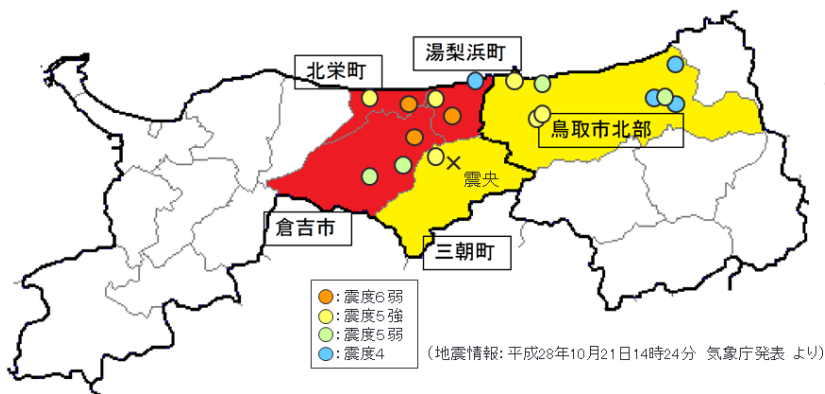 湯梨浜町
北栄町
鳥取市北部
震央
倉吉市
三朝町
:震度6弱
:震度5強
:震度5弱
:震度4
(地震情報:平成28年10月21日14時24分 気象庁発表 より)